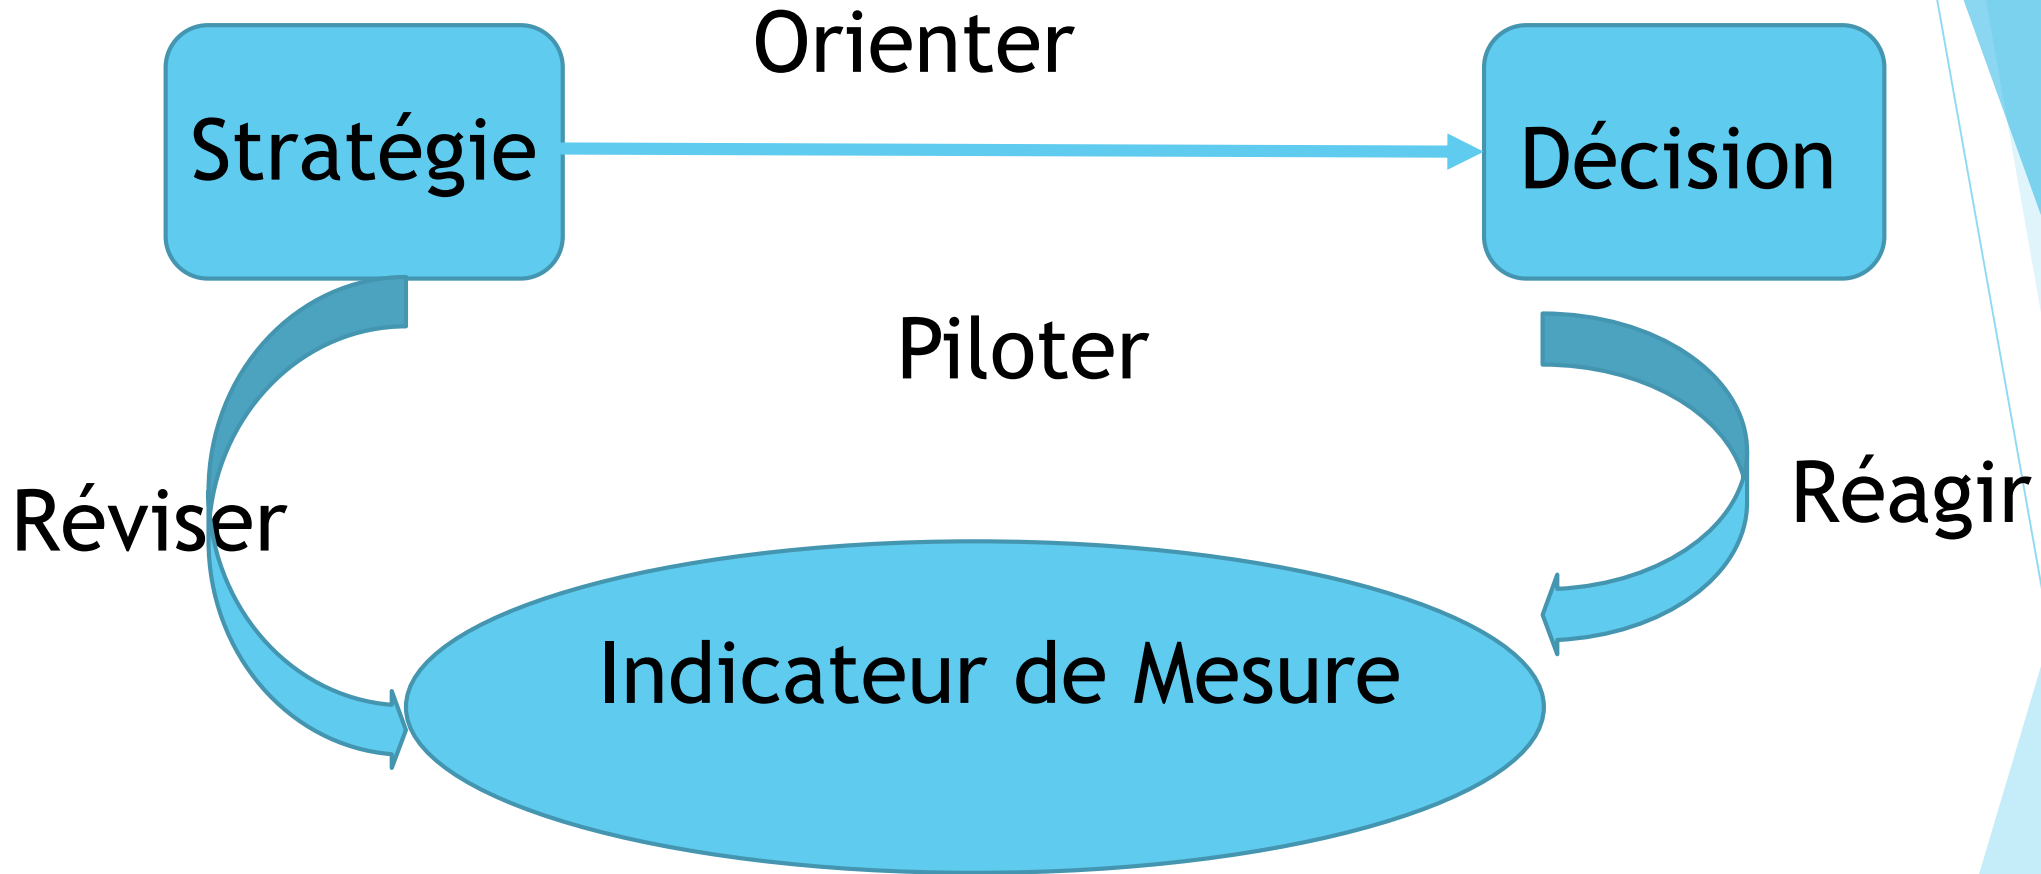 Orienter
Stratégie
Décision
Piloter
Réviser
Réagir
Indicateur de Mesure